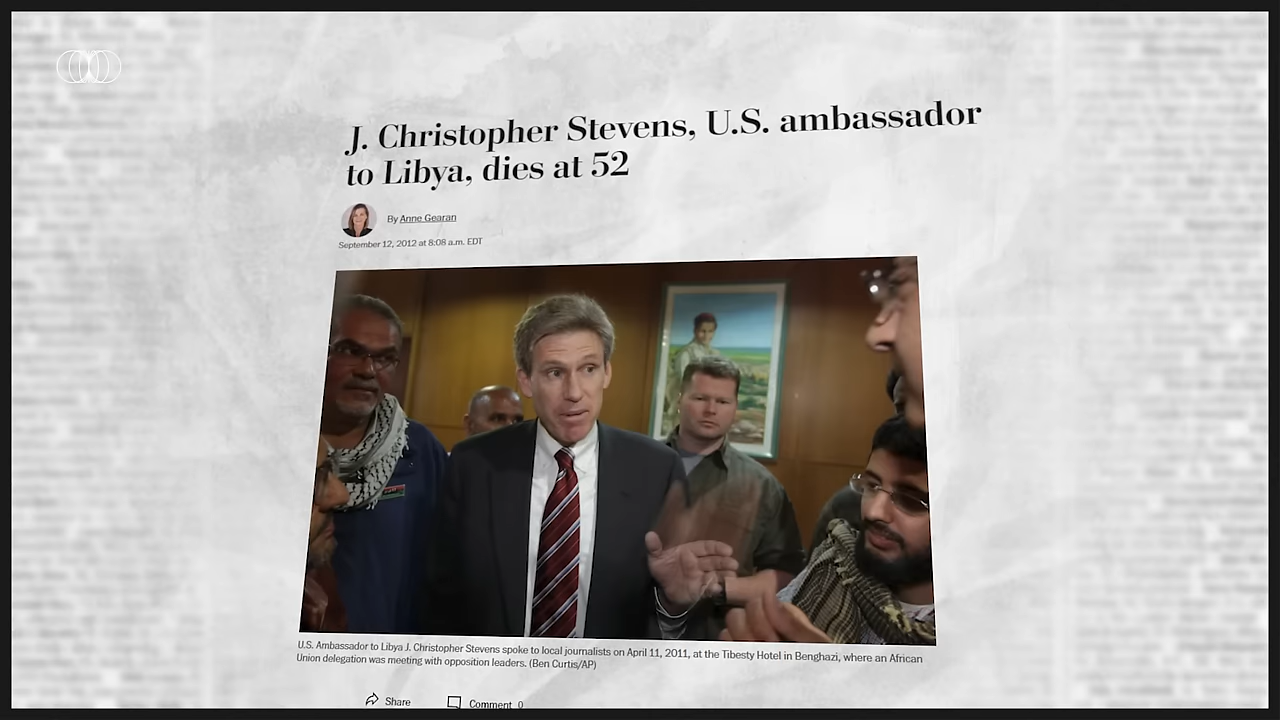 J. Christopher Stevens, U.S. ambassador
to Libya, dies at 52
By Anne Gearan
September 12, 2012 at 8:08 a.m. EDT
U.S. Ambassador to Libya J. Christopher Stevens spoke to local journalists on April 11, 2011, at the Tibesty Hotel in Benghazi, where an African
Union delegation was meeting with opposition leaders. (Ben Curtis/AP)
Share
Comment 0